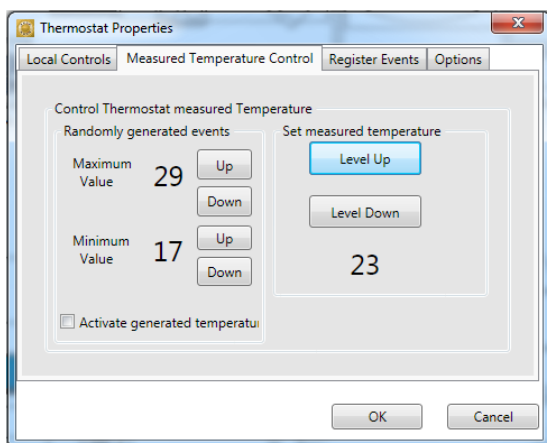 Thermostat Properties
Local Controls
Measured Temperature Control
Register Events
Options
Control Thermostat measured Temperature
Randomly generated events
Maximum
Value
29
Up
Down
Minimum
Value
17
Up
Down
Activate generated temperatu
Set measured temperature
Level Up
Level Down
23
OK
Cancel